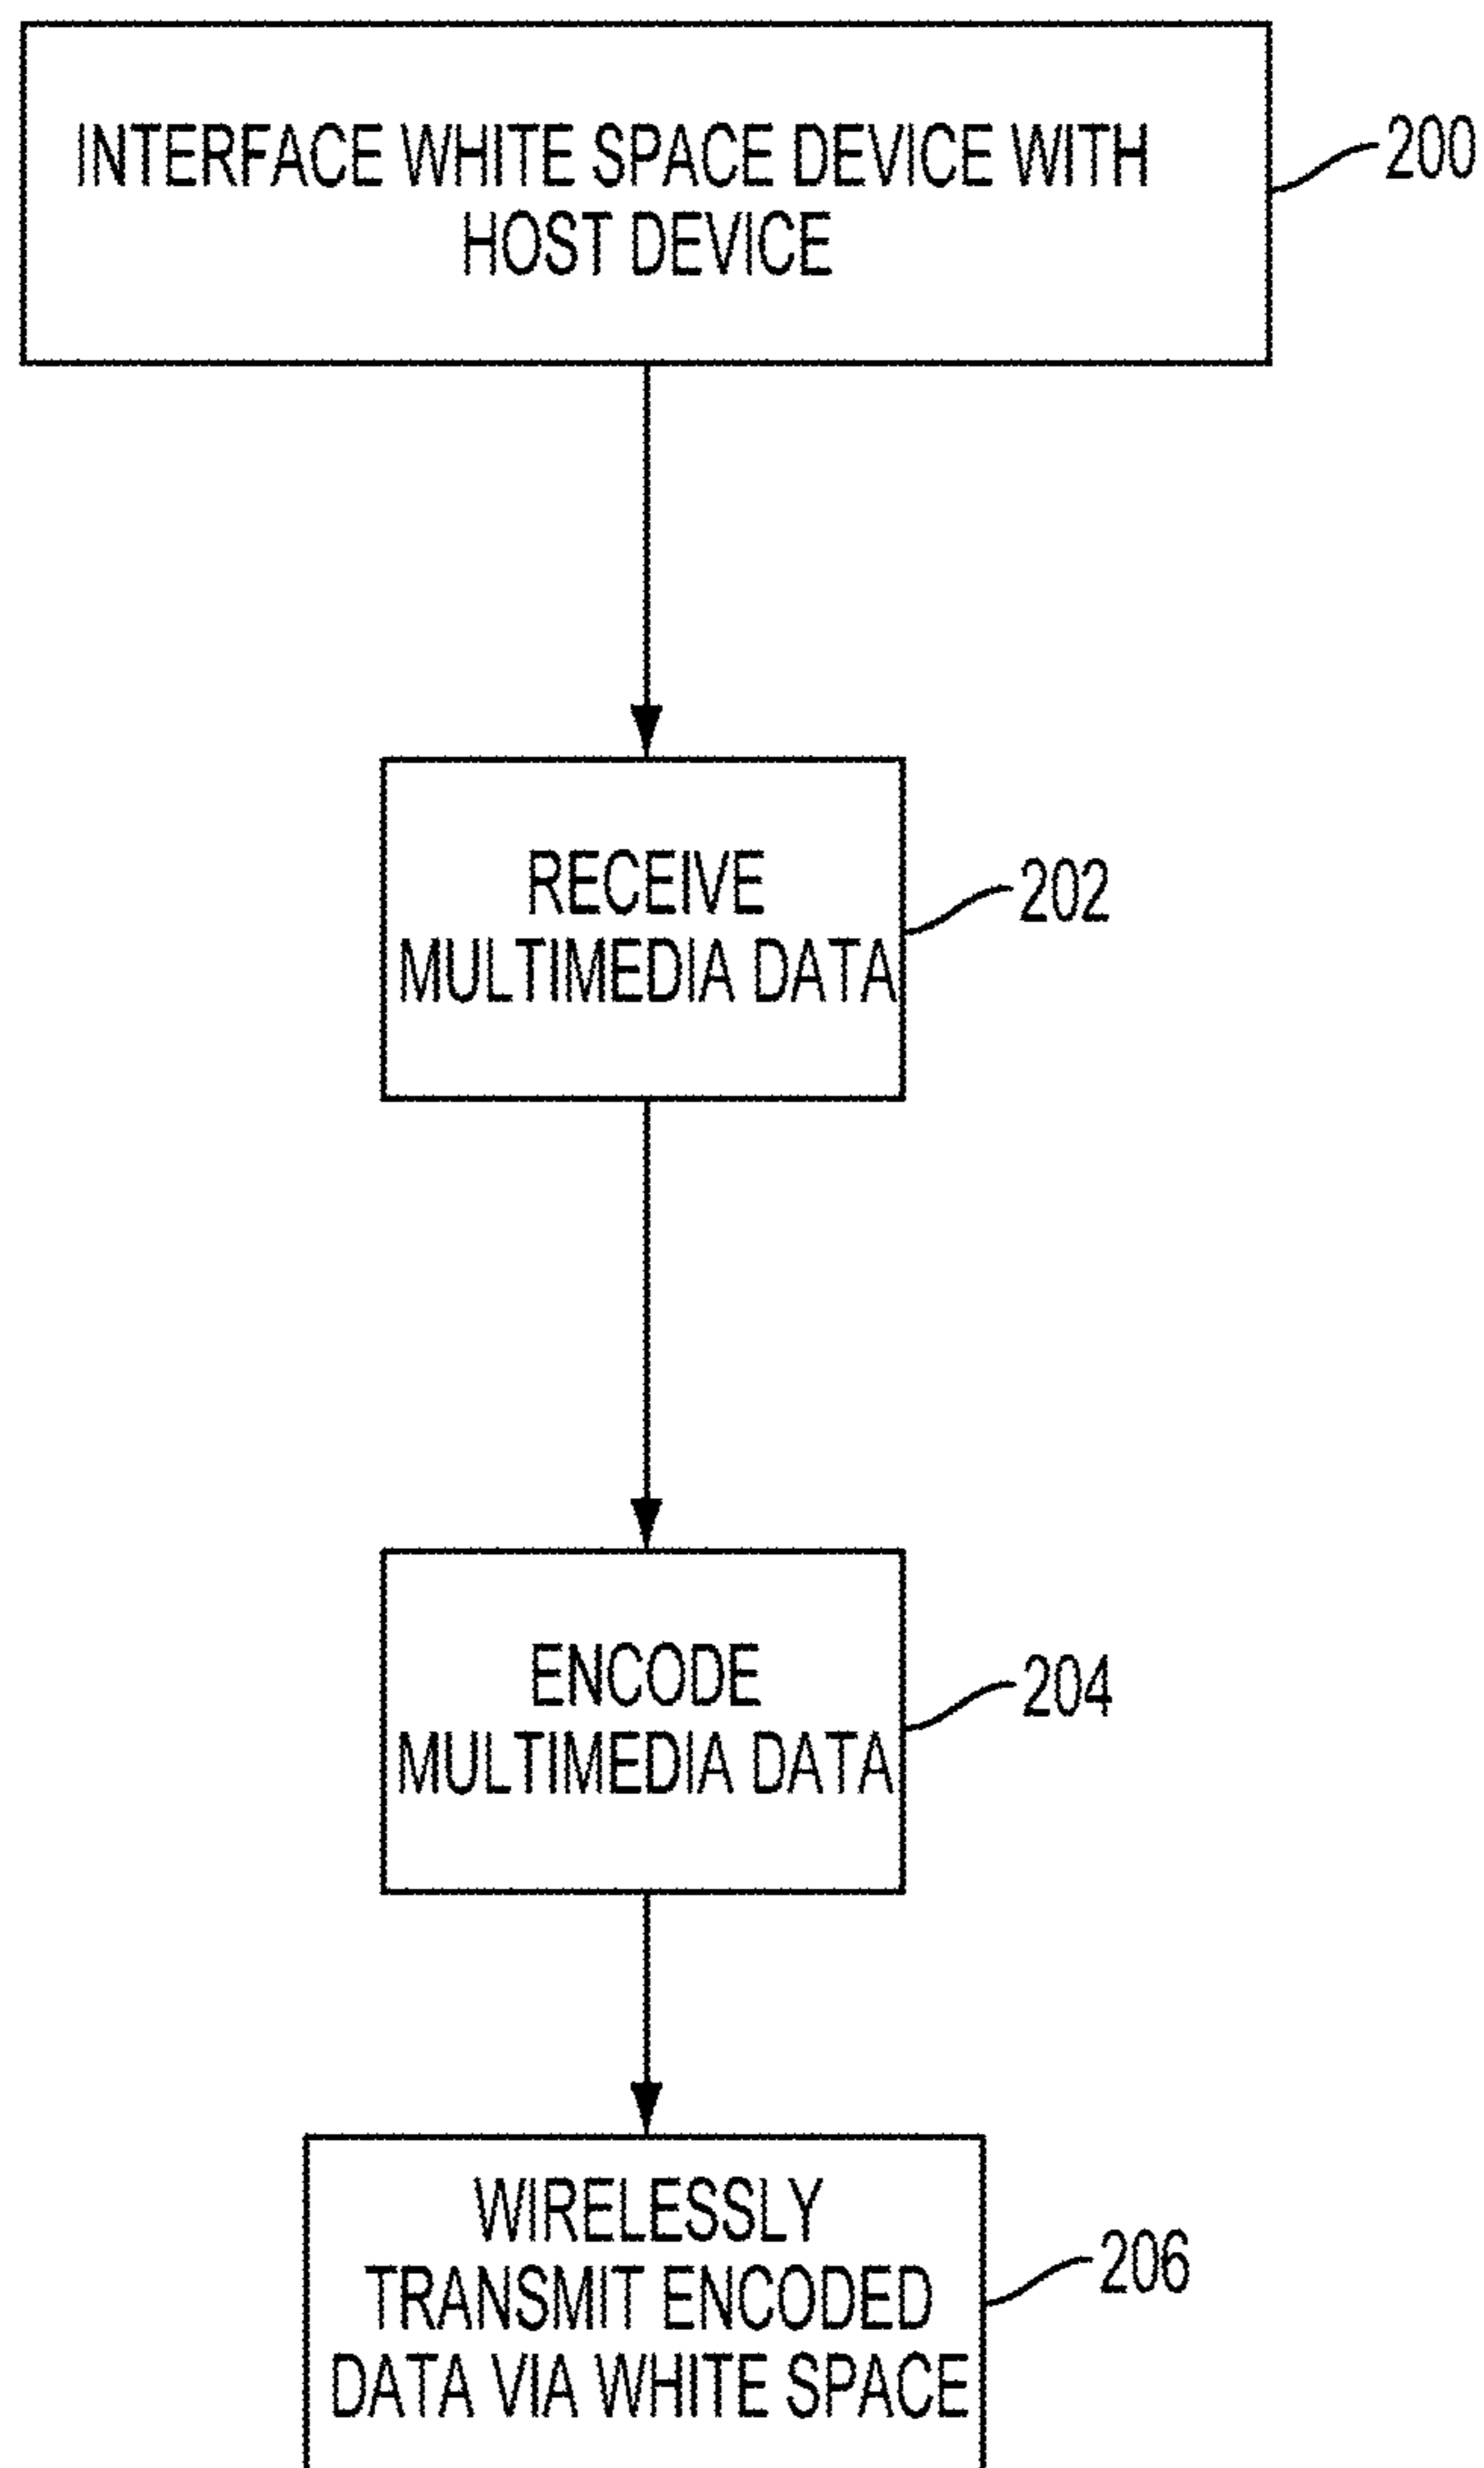 INTERFACE WHITE SPACE DEVICE WITH
HOST DEVICE
200
RECEIVE
MULTIMEDIA DATA
202
ENCODE
MULTIMEDIA DATA
204
WIRELESSLY
TRANSMIT ENCODED
DATA VIA WHITE SPACE
206